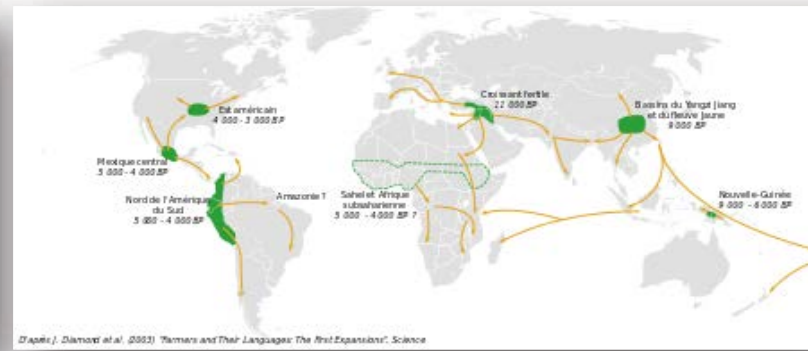 Est américain
4 000 - 3 000 BP
Mexique central
5 000 - 4 000 BP
Nord de l'Amérique
du Sud
5 000 - 4 000 BP
Amazonie ?
Croissant fertile
11 000 BP
Sahel et Afrique
subsaharienne
5 000 - 4000 BP ?
Bassins du Yangzi Jiang
et du fleuve Jaune
9 000 BP
Nouvelle-Guinée
9 000 - 6 000 BP
D'après J. Diamond et al. (2003) "Farmers and Their Languages: The First Expansions", Science